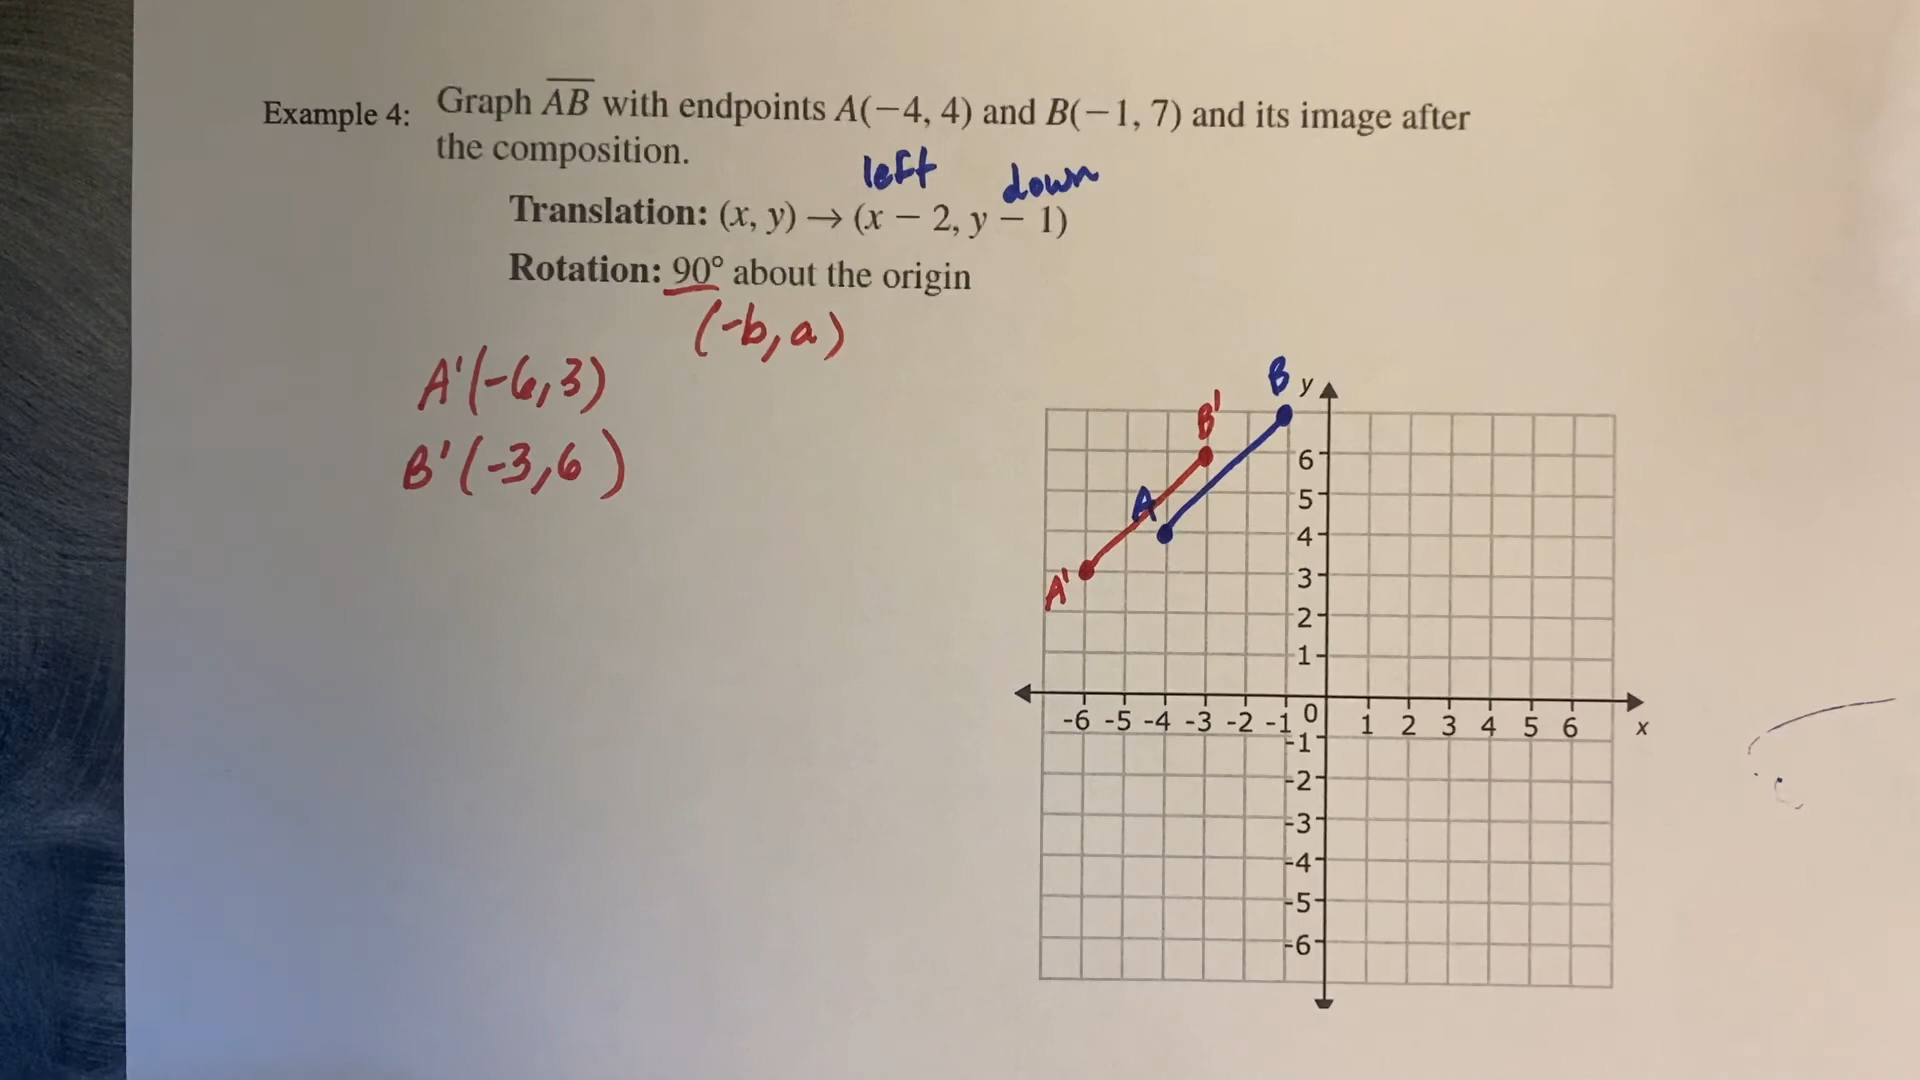 Example 4: Graph AB with endpoints A(−4, 4) and B(−1, 7) and its image after
the composition.
left down
Translation: (x, y) → (x − 2, y − 1)
Rotation: 90° about the origin
(-b, a)
A'(-6,3)
B'(-3,6)
B y
B'
6
A 5
4
A' 3
2
1
-6 -5 -4 -3 -2 -1 0 1 2 3 4 5 6 x
-1
-2
-3
-4
-5
-6